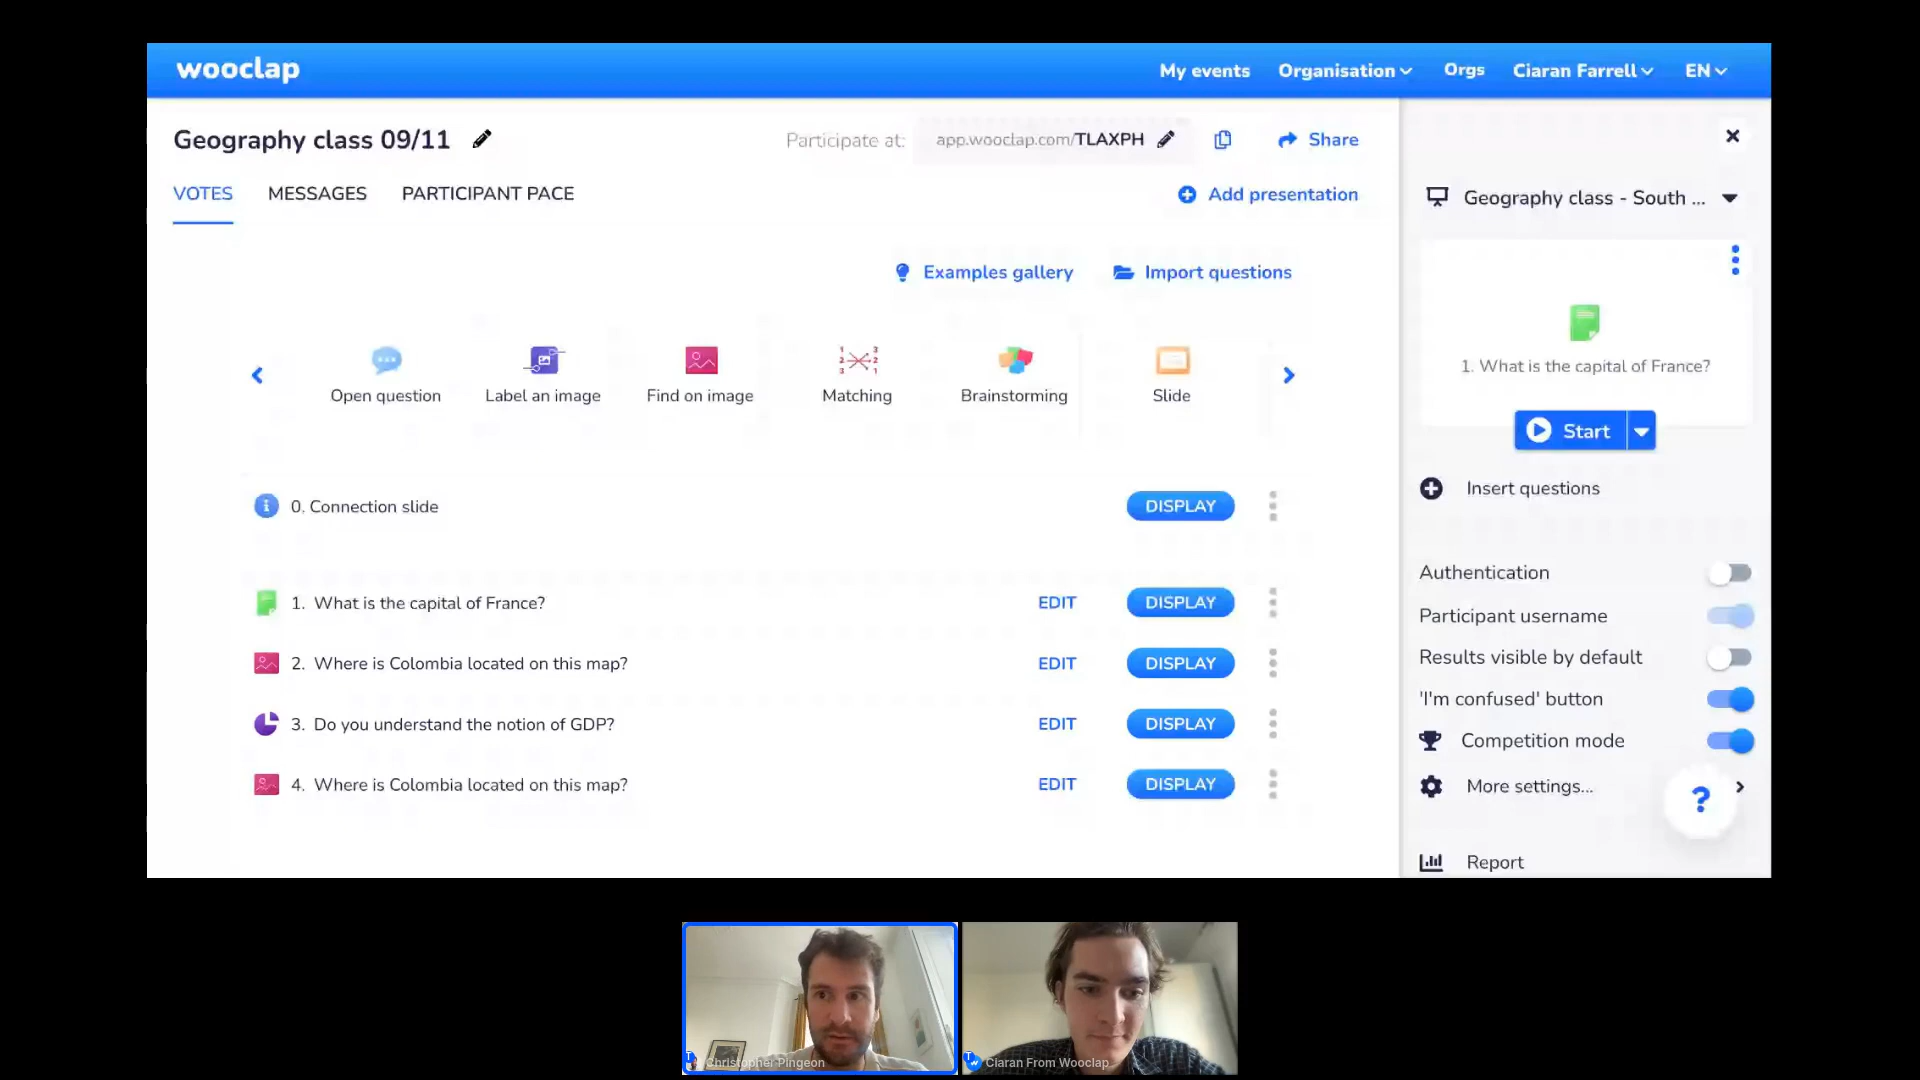 wooclap
My events Organisation Orgs Ciaran Farrell EN
Geography class 09/11
Participate at: app.wooclap.com/TLAXPH Share
VOTES MESSAGES PARTICIPANT PACE
Add presentation
Examples gallery Import questions
Open question Label an image Find on image Matching Brainstorming Slide
0. Connection slide DISPLAY
1. What is the capital of France? EDIT DISPLAY
2. Where is Colombia located on this map? EDIT DISPLAY
3. Do you understand the notion of GDP? EDIT DISPLAY
4. Where is Colombia located on this map? EDIT DISPLAY
Geography class - South ...
1. What is the capital of France?
Start
Insert questions
Authentication
Participant username
Results visible by default
'I'm confused' button
Competition mode
More settings...
?
Report
Christopher Pingeon
Ciaran From Wooclap